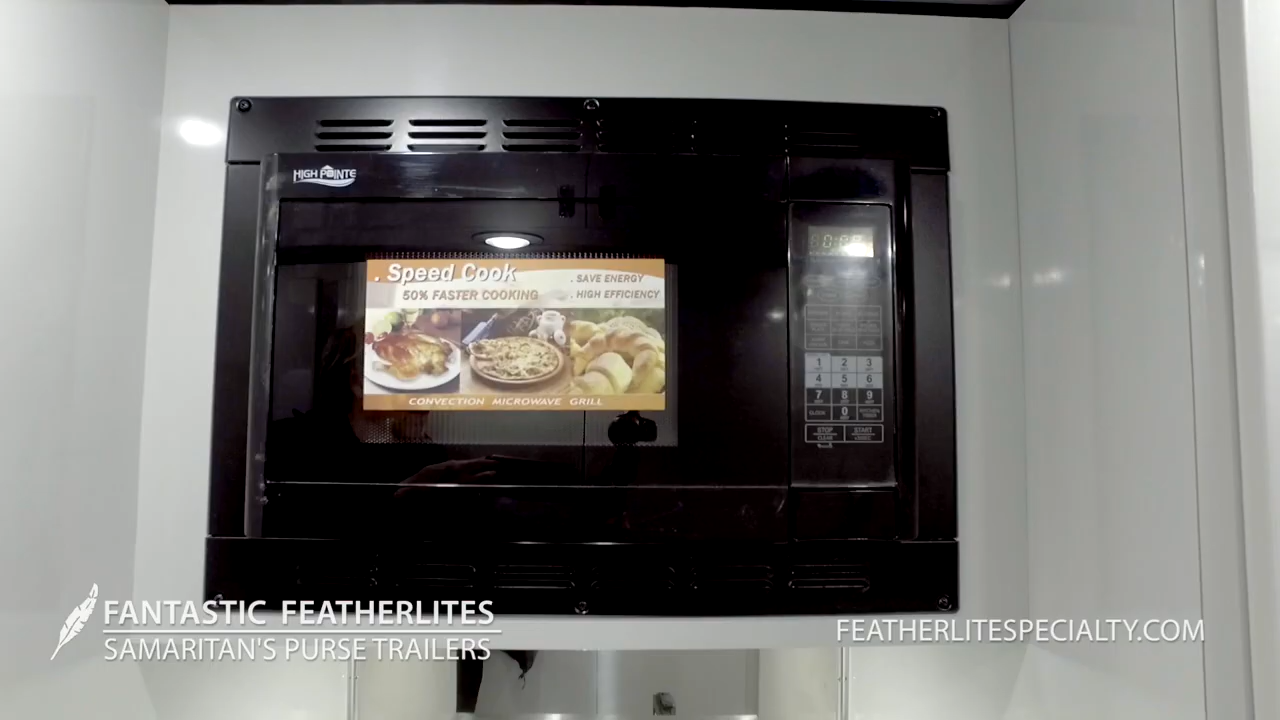 HIGH POINTE
. Speed Cook
50% FASTER COOKING
. SAVE ENERGY
. HIGH EFFICIENCY
CONVECTION MICROWAVE GRILL
1 2 3
4 5 6
7 8 9
CLOCK 0
STOP START
CLEAR
FANTASTIC FEATHERLITES
SAMARITAN'S PURSE TRAILERS
FEATHERLITESPECIALTY.COM